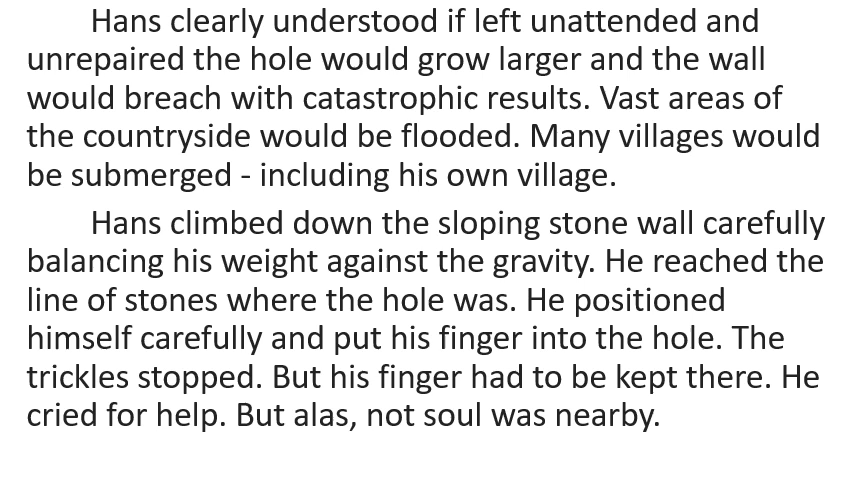 Hans clearly understood if left unattended and
unrepaired the hole would grow larger and the wall
would breach with catastrophic results. Vast areas of
the countryside would be flooded. Many villages would
be submerged - including his own village.
Hans climbed down the sloping stone wall carefully
balancing his weight against the gravity. He reached the
line of stones where the hole was. He positioned
himself carefully and put his finger into the hole. The
trickles stopped. But his finger had to be kept there. He
cried for help. But alas, not soul was nearby.